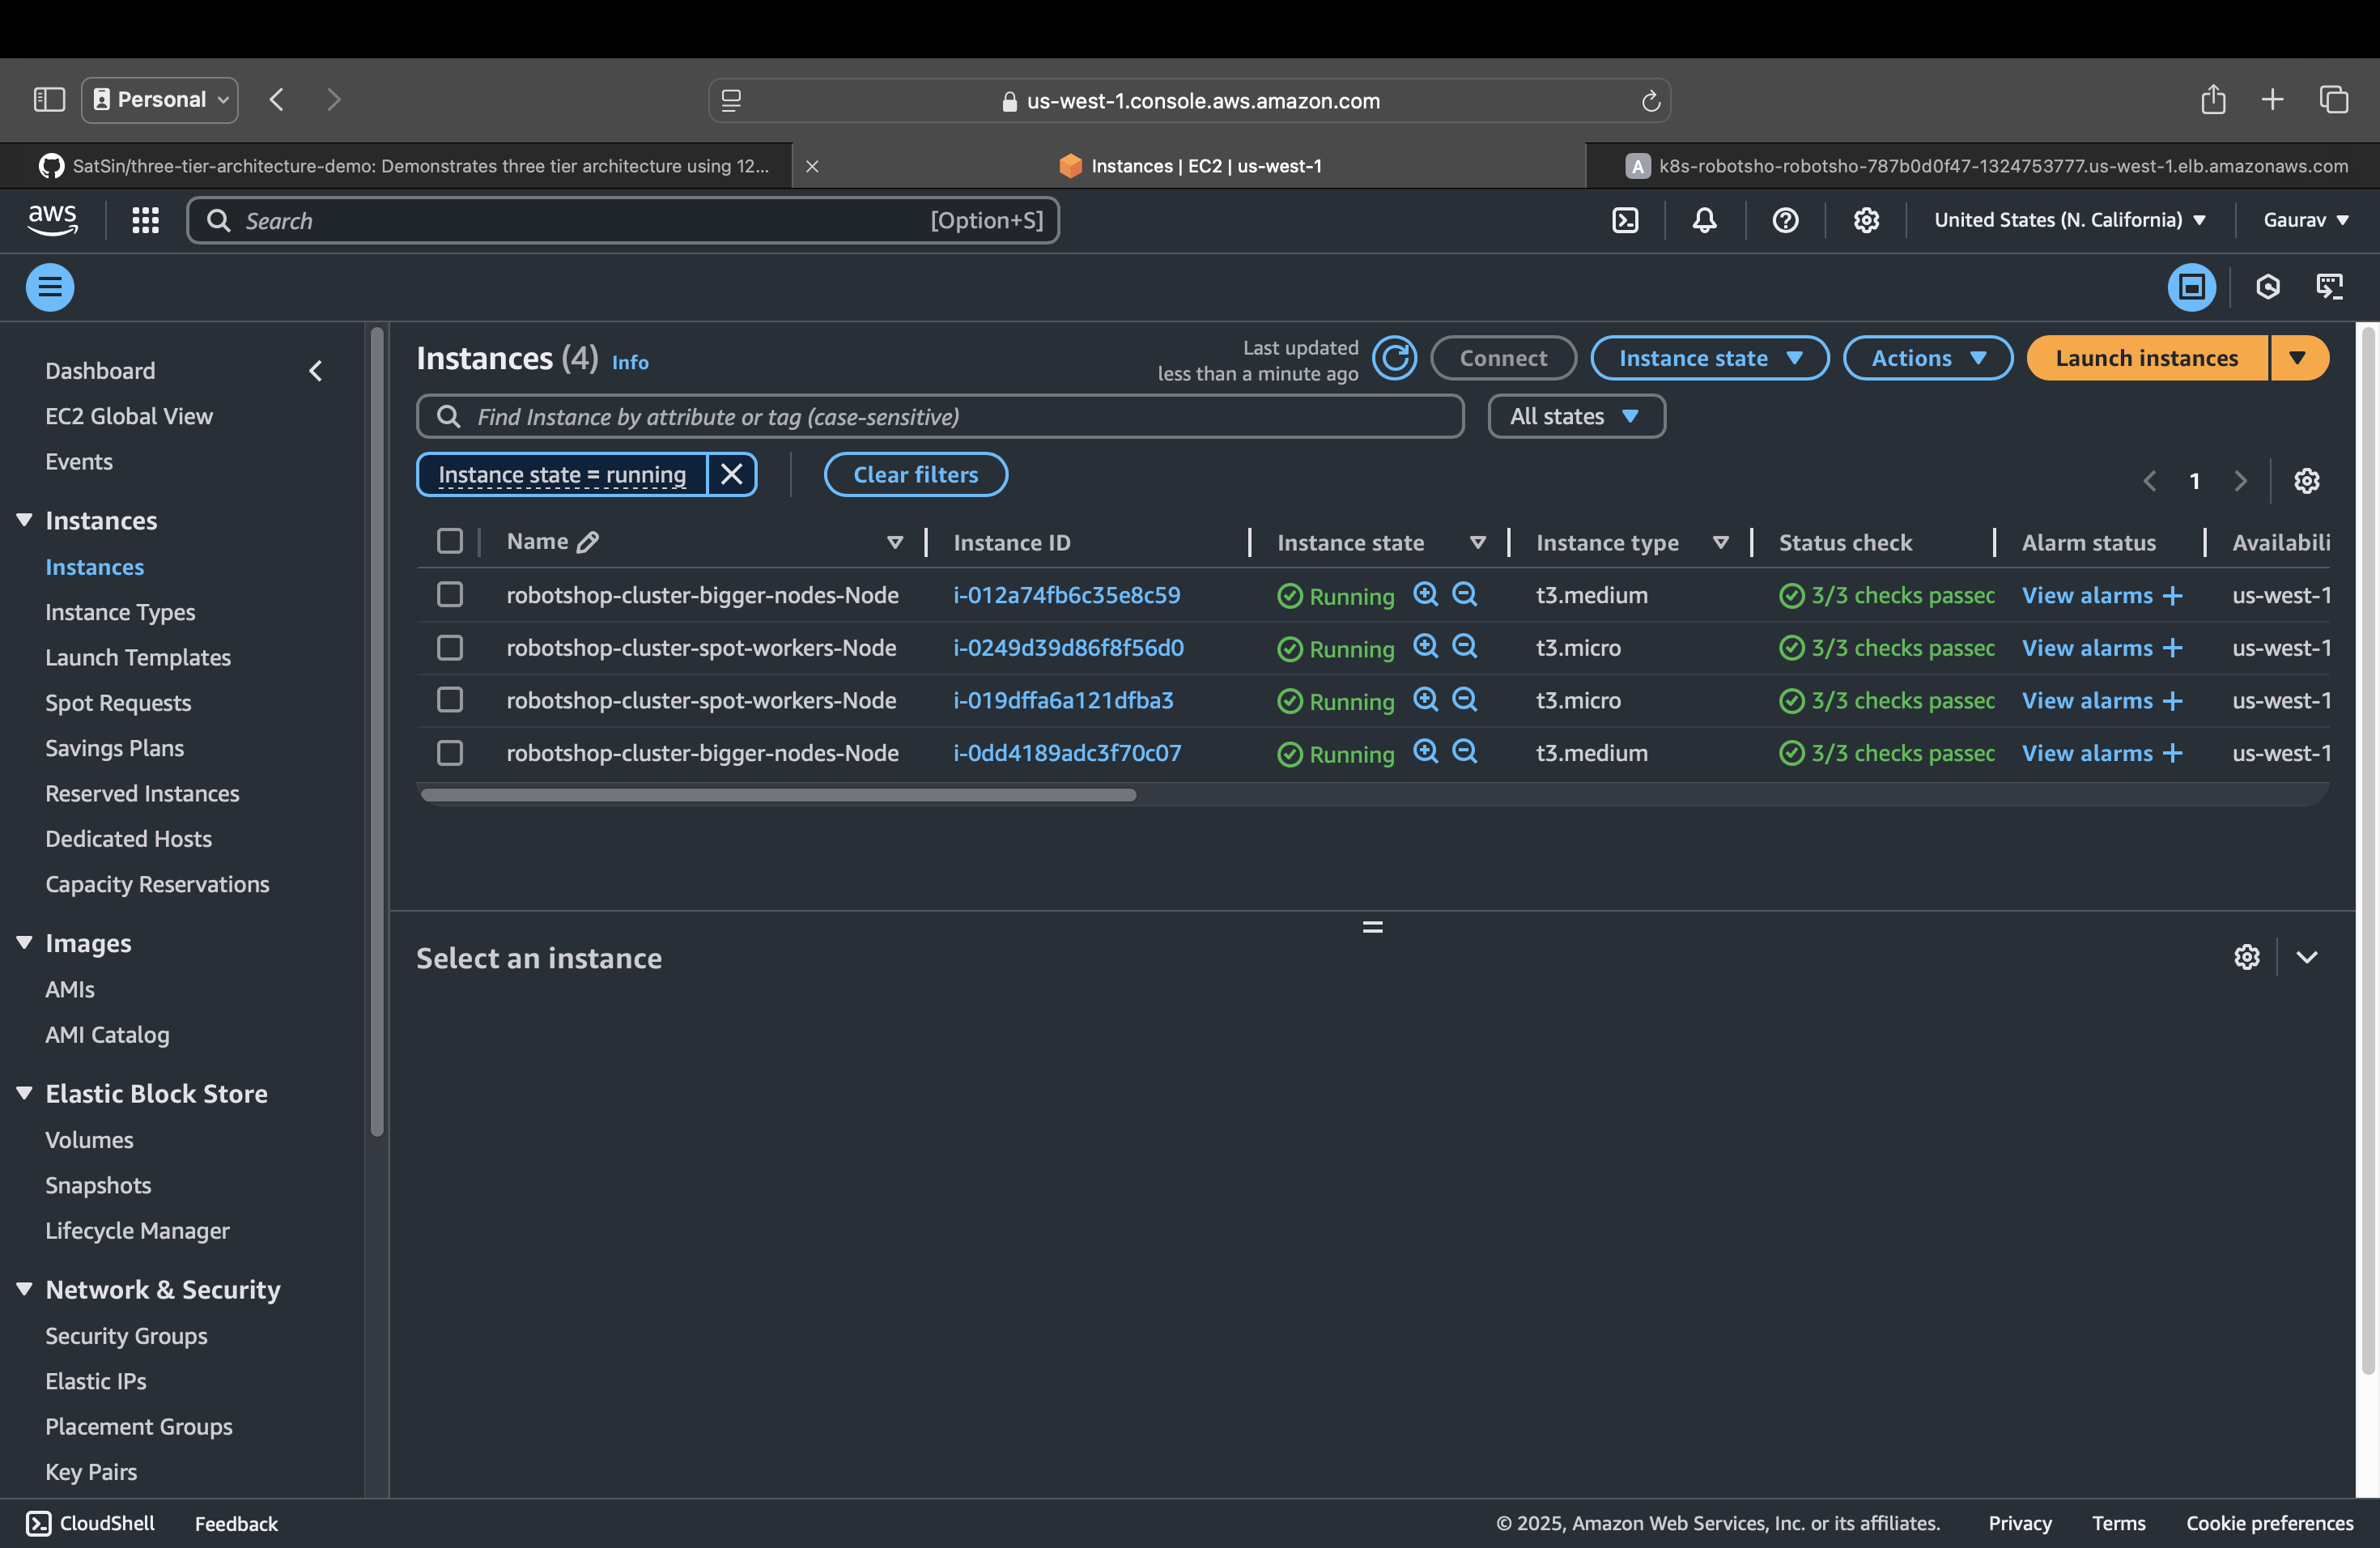 Personal
us-west-1.console.aws.amazon.com
SatSin/three-tier-architecture-demo: Demonstrates three tier architecture using 12...
Instances | EC2 | us-west-1
A k8s-robotsho-robotsho-787b0d0f47-1324753777.us-west-1.elb.amazonaws.com
aws
Search [Option+S]
United States (N. California)
Gaurav
Dashboard
EC2 Global View
Events
Instances
Instances
Instance Types
Launch Templates
Spot Requests
Savings Plans
Reserved Instances
Dedicated Hosts
Capacity Reservations
Images
AMIs
AMI Catalog
Elastic Block Store
Volumes
Snapshots
Lifecycle Manager
Network & Security
Security Groups
Elastic IPs
Placement Groups
Key Pairs
Instances (4) Info
Last updated
less than a minute ago
Connect
Instance state
Actions
Launch instances
Find Instance by attribute or tag (case-sensitive)
All states
Instance state = running
Clear filters
1
Name Instance ID Instance state Instance type Status check Alarm status Availabili
robotshop-cluster-bigger-nodes-Node i-012a74fb6c35e8c59 Running t3.medium 3/3 checks passec View alarms + us-west-1
robotshop-cluster-spot-workers-Node i-0249d39d86f8f56d0 Running t3.micro 3/3 checks passec View alarms + us-west-1
robotshop-cluster-spot-workers-Node i-019dffa6a121dfba3 Running t3.micro 3/3 checks passec View alarms + us-west-1
robotshop-cluster-bigger-nodes-Node i-0dd4189adc3f70c07 Running t3.medium 3/3 checks passec View alarms + us-west-1
Select an instance
CloudShell
Feedback
© 2025, Amazon Web Services, Inc. or its affiliates.
Privacy
Terms
Cookie preferences